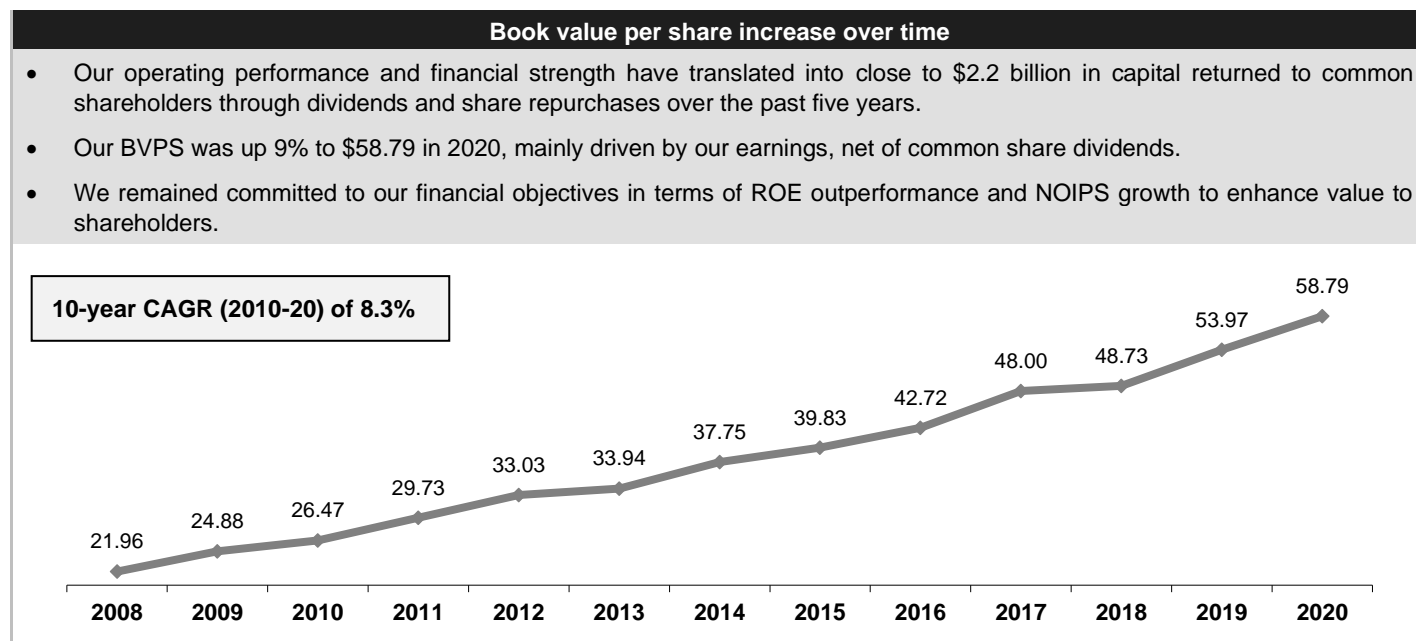 Book value per share increase over time
• Our operating performance and financial strength have translated into close to $2.2 billion in capital returned to common
shareholders through dividends and share repurchases over the past five years.
• Our BVPS was up 9% to $58.79 in 2020, mainly driven by our earnings, net of common share dividends.
• We remained committed to our financial objectives in terms of ROE outperformance and NOIPS growth to enhance value to
shareholders.
10-year CAGR (2010-20) of 8.3%
21.96
24.88
26.47
29.73
33.03
33.94
37.75
39.83
42.72
48.00
48.73
53.97
58.79
2008 2009 2010 2011 2012 2013 2014 2015 2016 2017 2018 2019 2020